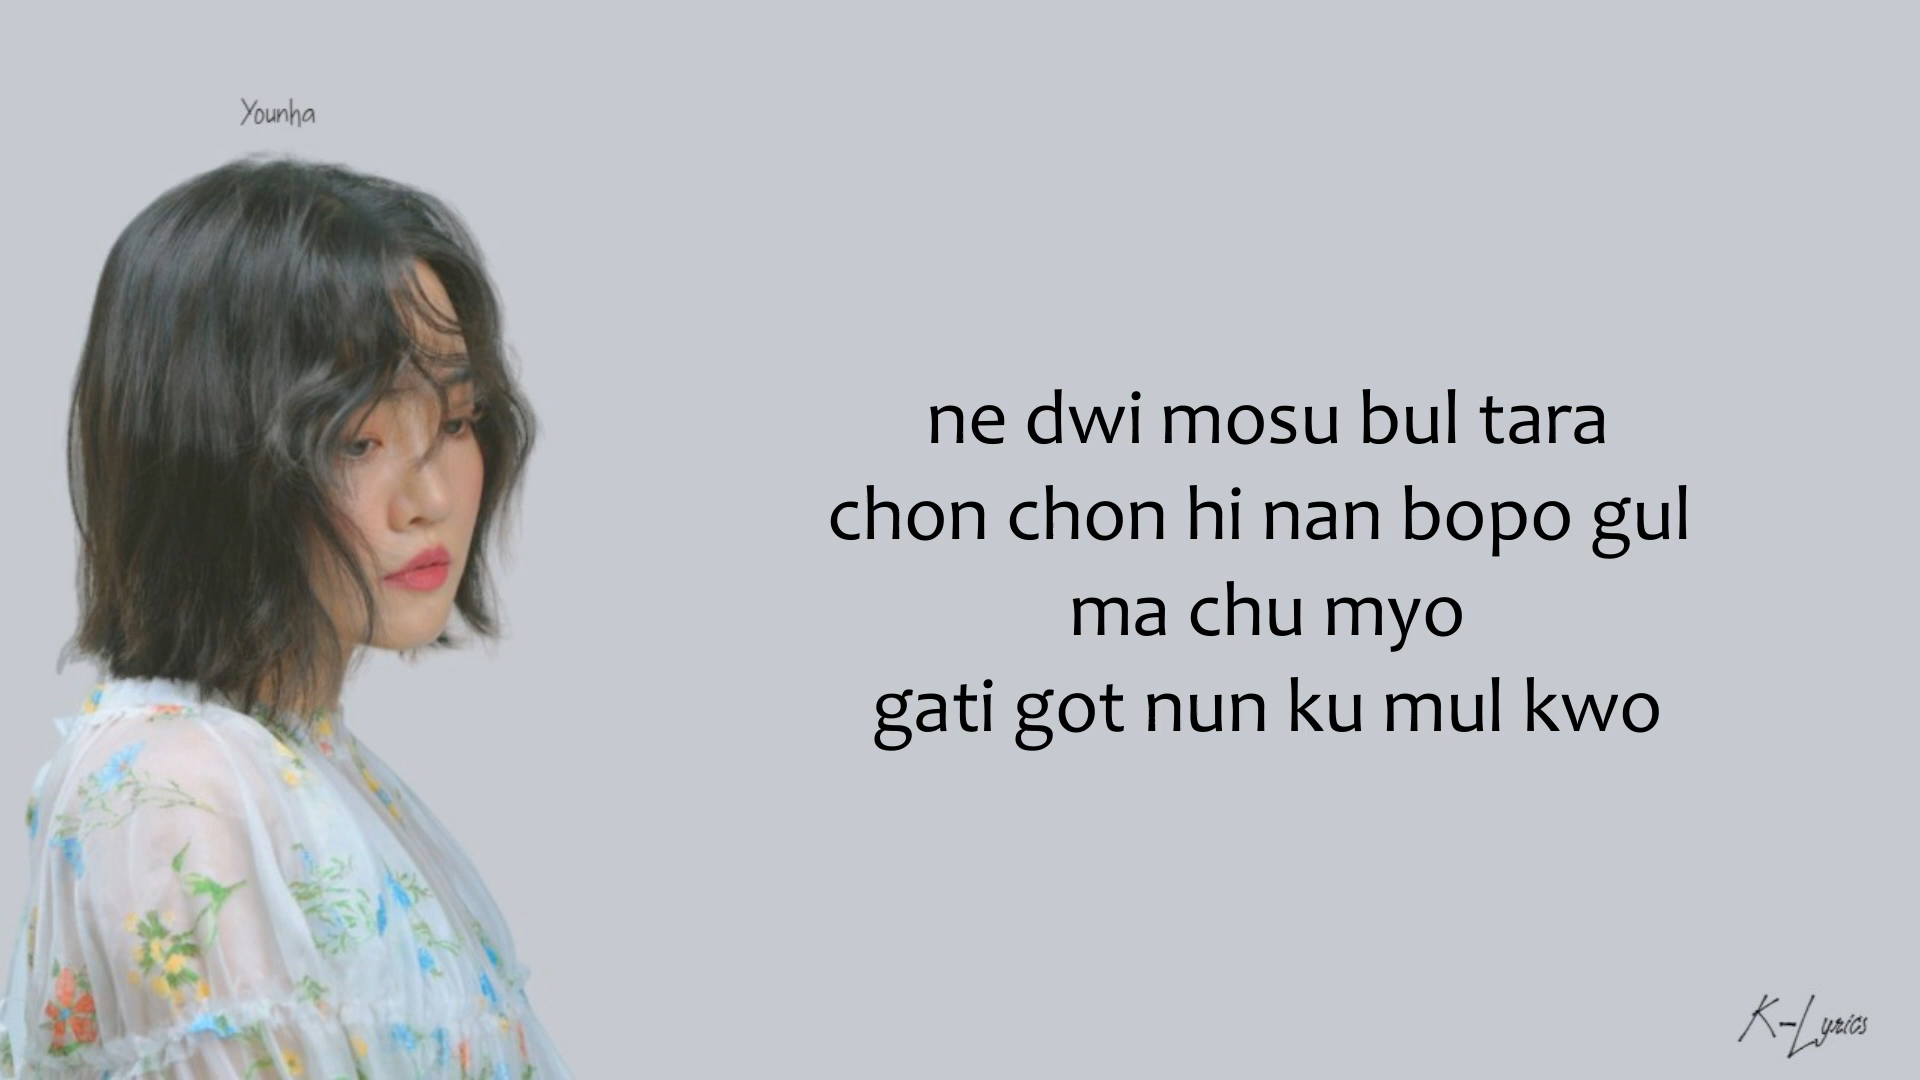 Younha
ne dwi mosu bul tara
chon chon hi nan bopo gul
ma chu myo
gati got nun ku mul kwo
K-Lyrics